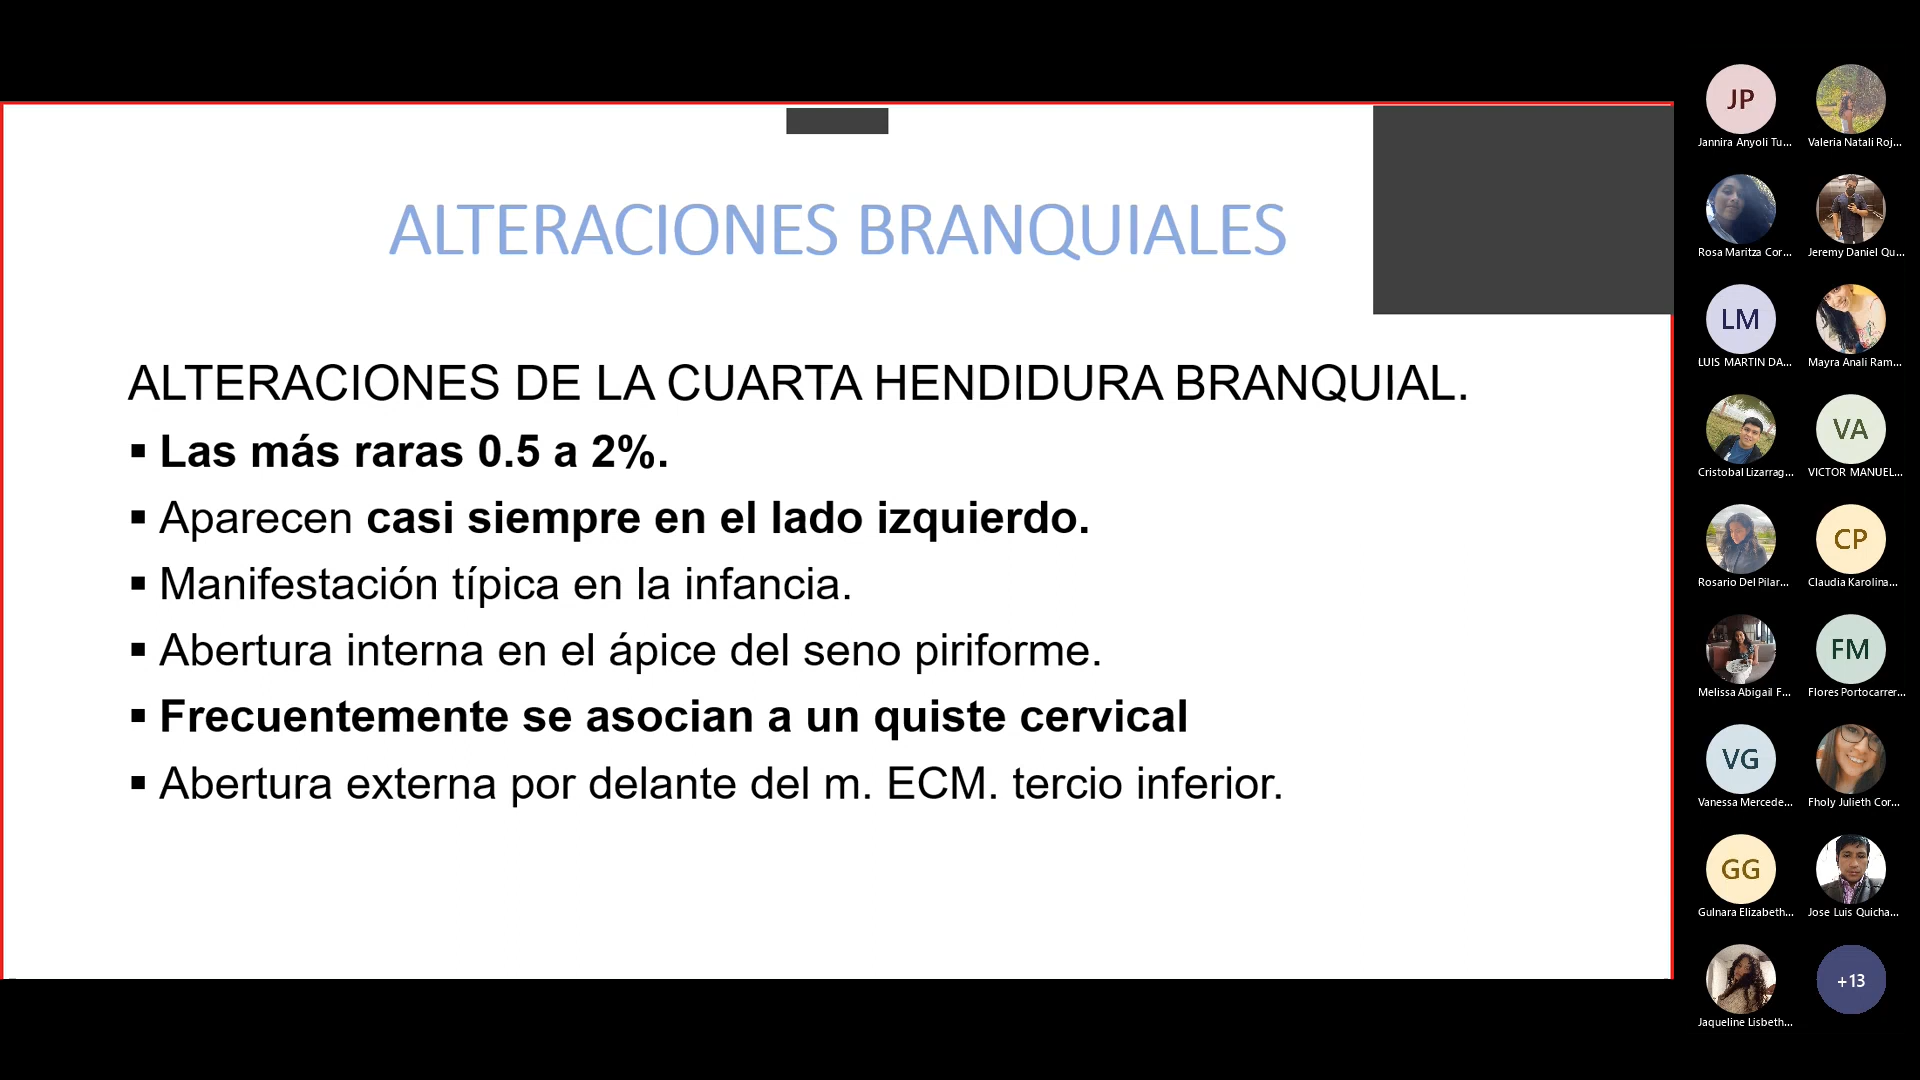 ALTERACIONES BRANQUIALES
ALTERACIONES DE LA CUARTA HENDIDURA BRANQUIAL.
▪ Las más raras 0.5 a 2%.
▪ Aparecen casi siempre en el lado izquierdo.
▪ Manifestación típica en la infancia.
▪ Abertura interna en el ápice del seno piriforme.
▪ Frecuentemente se asocian a un quiste cervical
▪ Abertura externa por delante del m. ECM. tercio inferior.
JP
Jannira Anyoli Tu...
Valeria Natali Roj...
Rosa Maritza Cor...
Jeremy Daniel Qu...
LM
LUIS MARTIN DA...
Mayra Anali Ram...
VA
Cristobal Lizarrag...
VICTOR MANUEL...
CP
Rosario Del Pilar...
Claudia Karolina...
FM
Melissa Abigail F...
Flores Portocarrer...
VG
Vanessa Mercede...
Fholy Julieth Cor...
GG
Gulnara Elizabeth...
Jose Luis Quicha...
+13
Jaqueline Lisbeth...